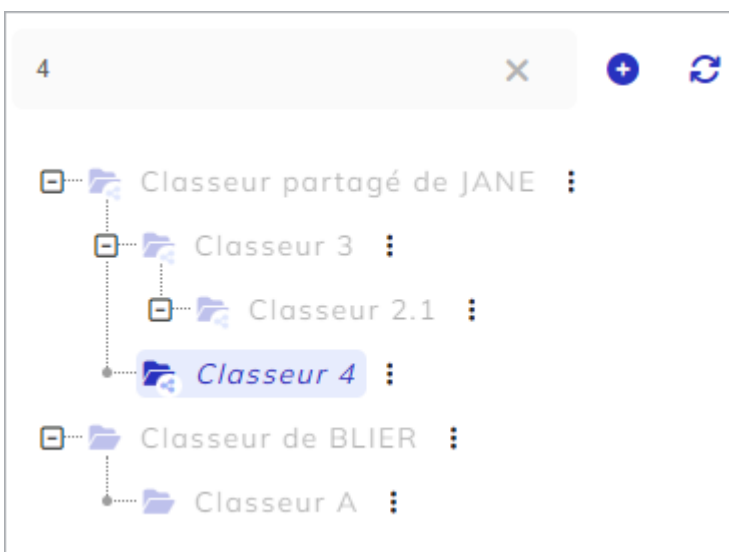 4
Classeur partagé de JANE
Classeur 3
Classeur 2.1
Classeur 4
Classeur de BLIER
Classeur A